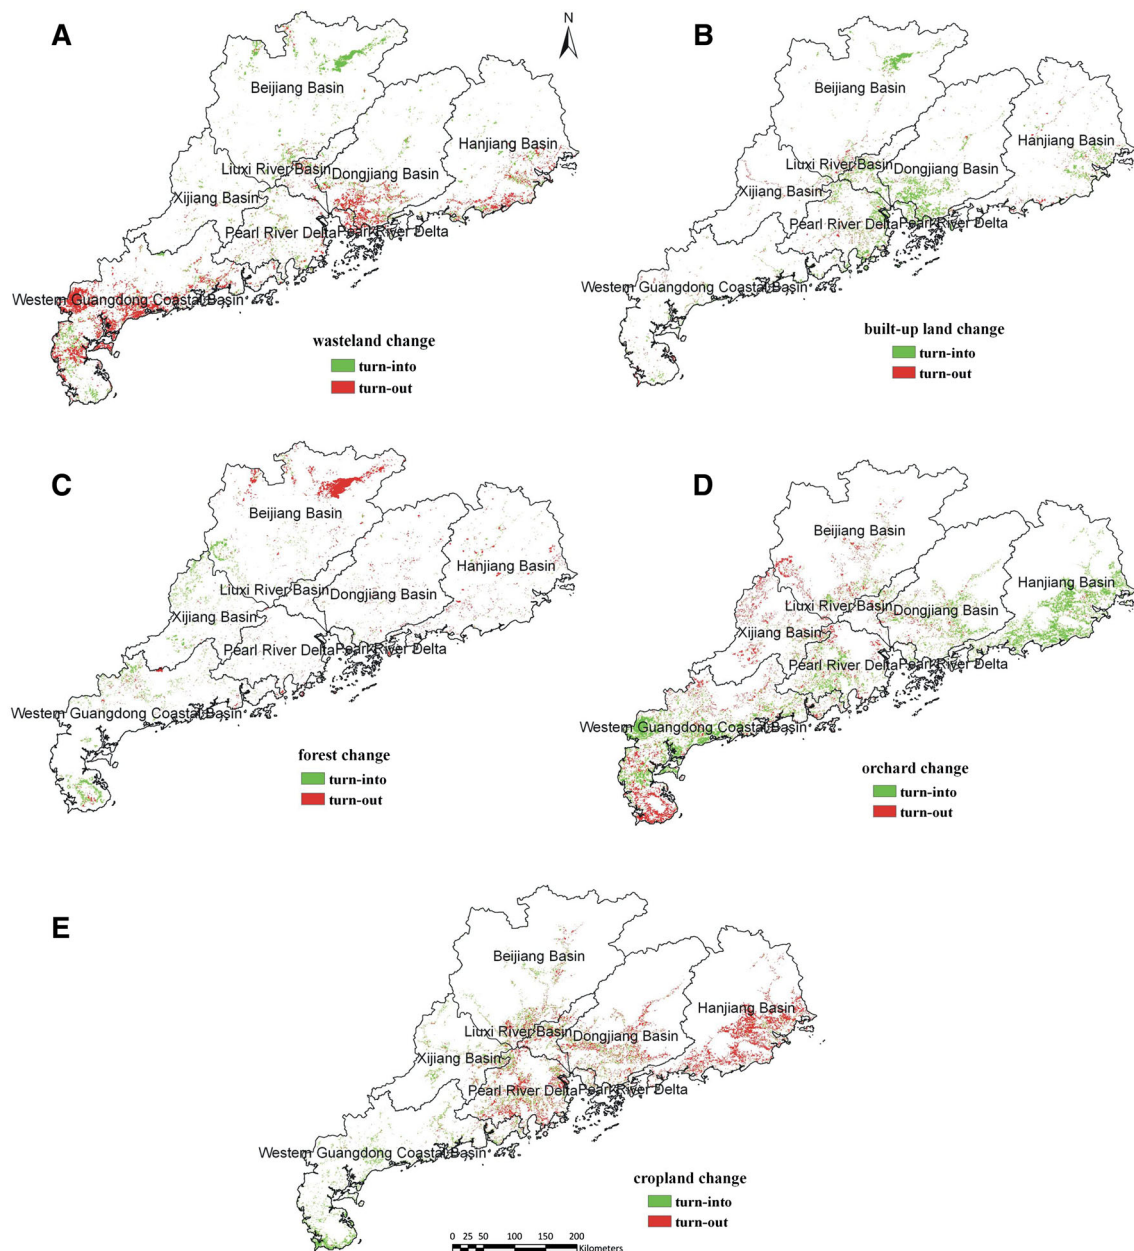 A
N
Beijiang Basin
Hanjiang Basin
Liuxi River Basin
Dongjiang Basin
Xijiang Basin
Pearl River Delta
Pearl River Delta
Western Guangdong Coastal Basin
wasteland change
turn-into
turn-out
B
Beijiang Basin
Hanjiang Basin
Liuxi River Basin
Dongjiang Basin
Xijiang Basin
Pearl River Delta
Pearl River Delta
Western Guangdong Coastal Basin
built-up land change
turn-into
turn-out
C
Beijiang Basin
Hanjiang Basin
Liuxi River Basin
Dongjiang Basin
Xijiang Basin
Pearl River Delta
Pearl River Delta
Western Guangdong Coastal Basin
forest change
turn-into
turn-out
D
Beijiang Basin
Hanjiang Basin
Liuxi River Basin
Dongjiang Basin
Xijiang Basin
Pearl River Delta
Pearl River Delta
Western Guangdong Coastal Basin
orchard change
turn-into
turn-out
E
Beijiang Basin
Hanjiang Basin
Liuxi River Basin
Dongjiang Basin
Xijiang Basin
Pearl River Delta
Pearl River Delta
Western Guangdong Coastal Basin
cropland change
turn-into
turn-out
0 25 50 100 150 200
Kilometers